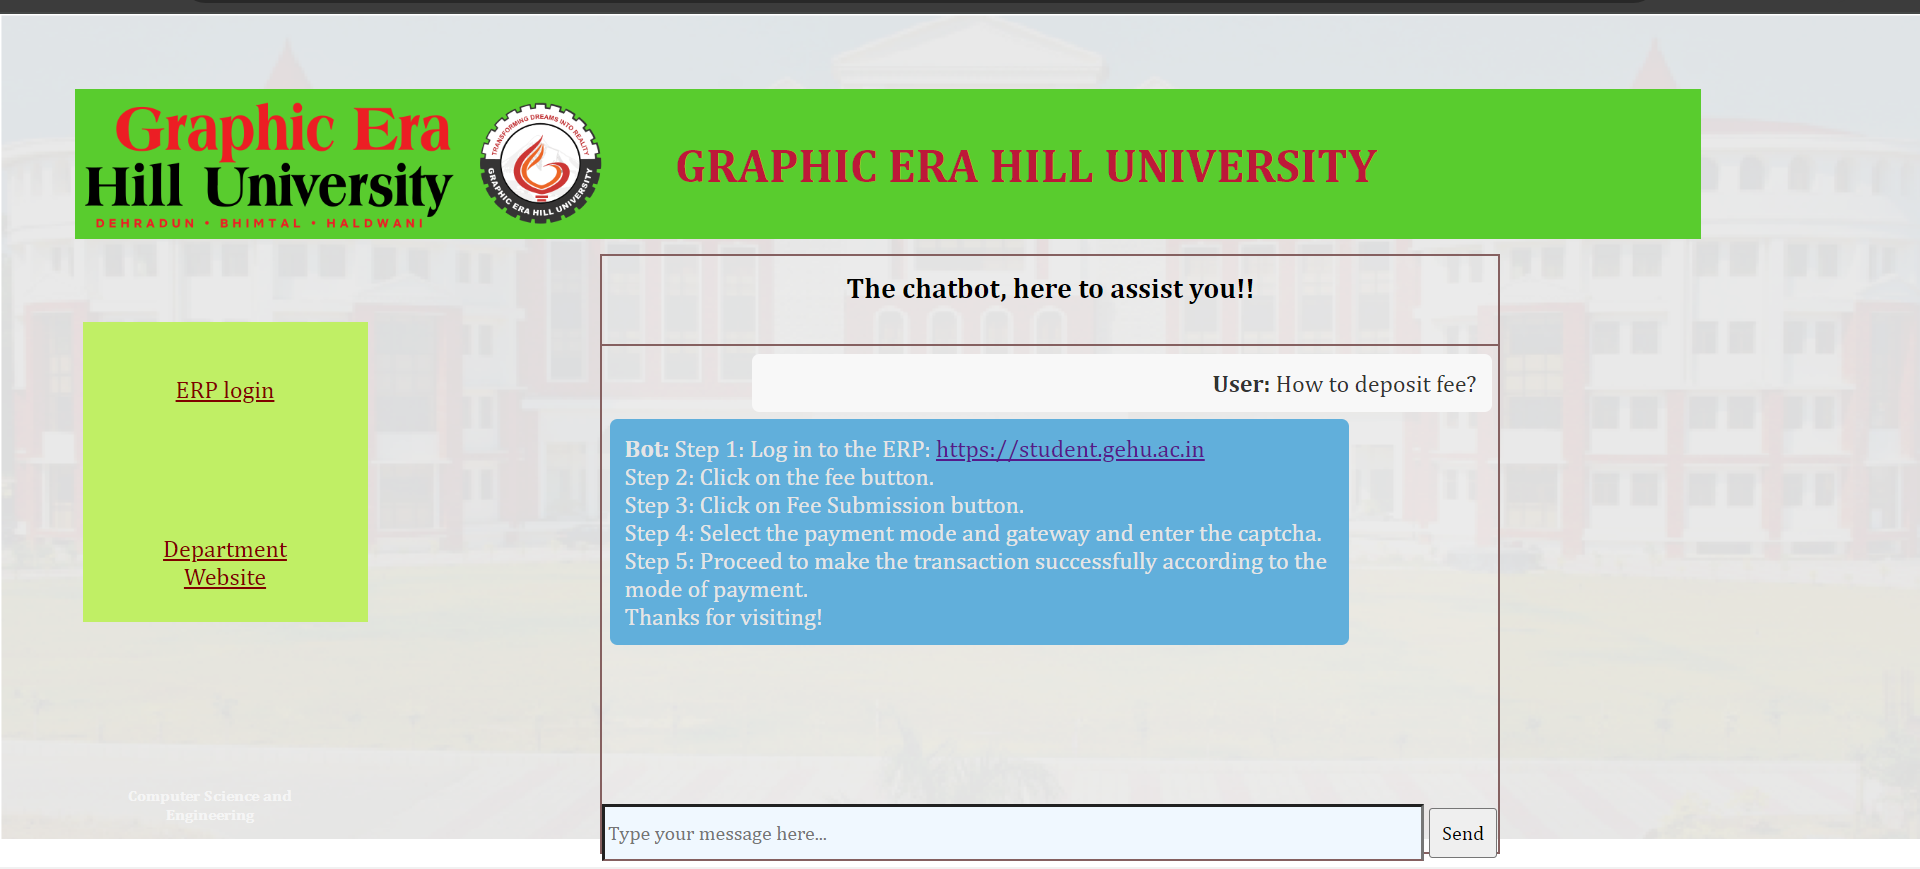 Graphic Era
Hill University
DEHRADUN • BHIMTAL • HALDWANI
TRANSFORMING DREAMS INTO REALITY
GRAPHIC ERA HILL UNIVERSITY
GRAPHIC ERA HILL UNIVERSITY
The chatbot, here to assist you!!
ERP login
Department
Website
User: How to deposit fee?
Bot: Step 1: Log in to the ERP: https://student.gehu.ac.in
Step 2: Click on the fee button.
Step 3: Click on Fee Submission button.
Step 4: Select the payment mode and gateway and enter the captcha.
Step 5: Proceed to make the transaction successfully according to the
mode of payment.
Thanks for visiting!
Computer Science and
Engineering
Type your message here...
Send